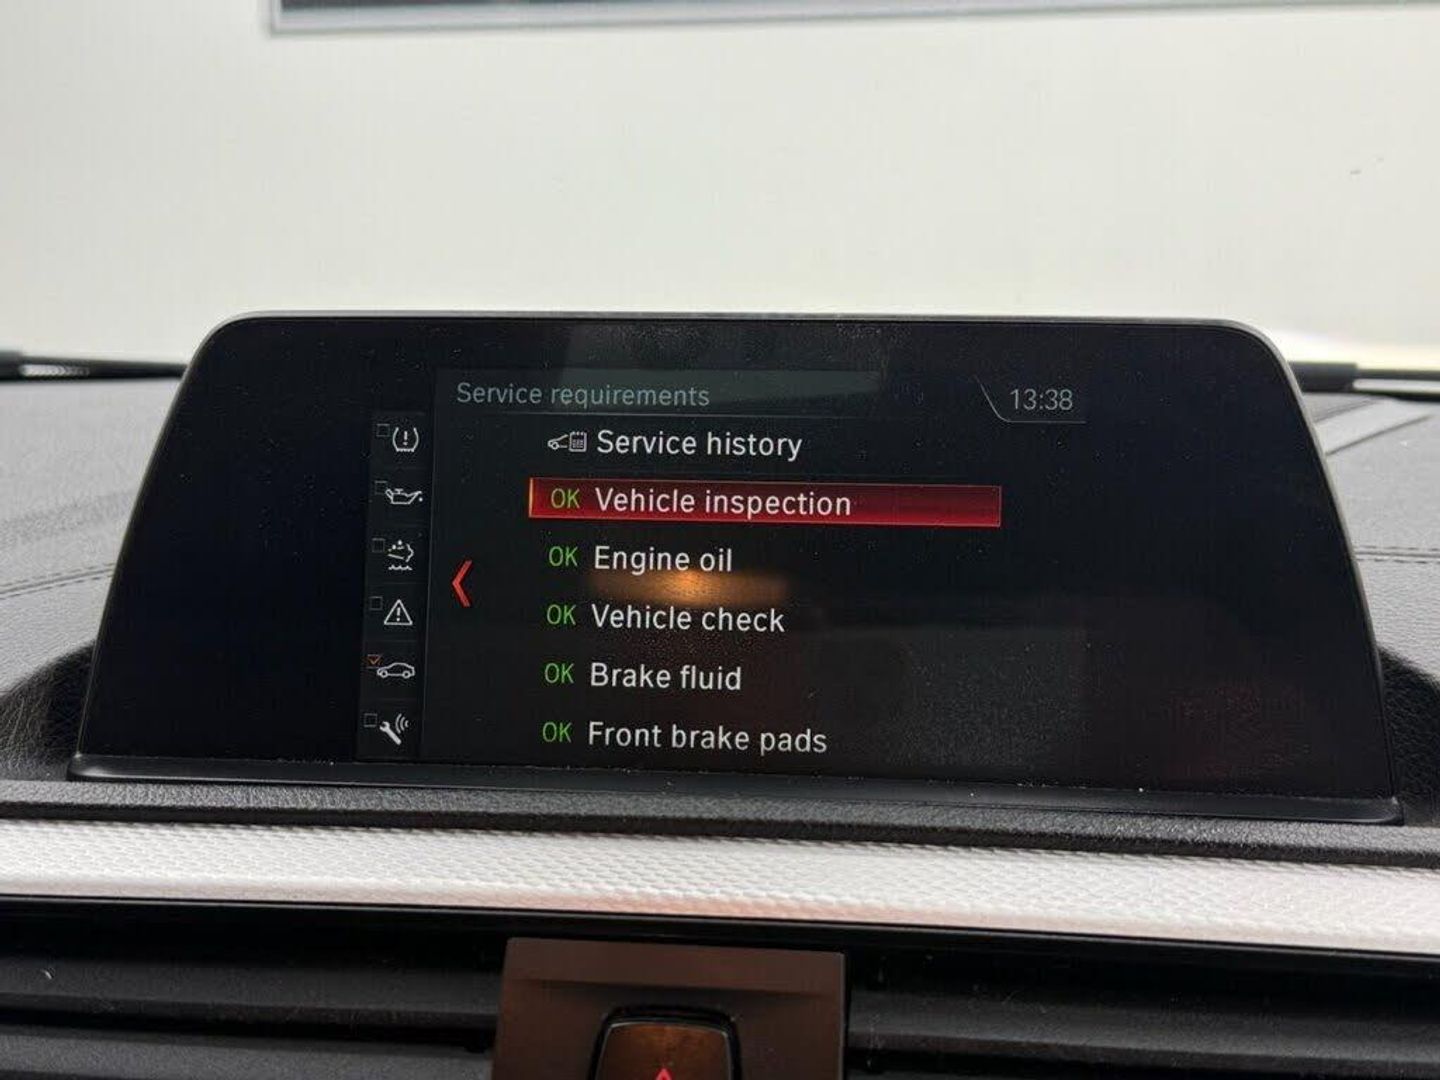 Service requirements
13:38
Service history
OK Vehicle inspection
OK Engine oil
OK Vehicle check
OK Brake fluid
OK Front brake pads